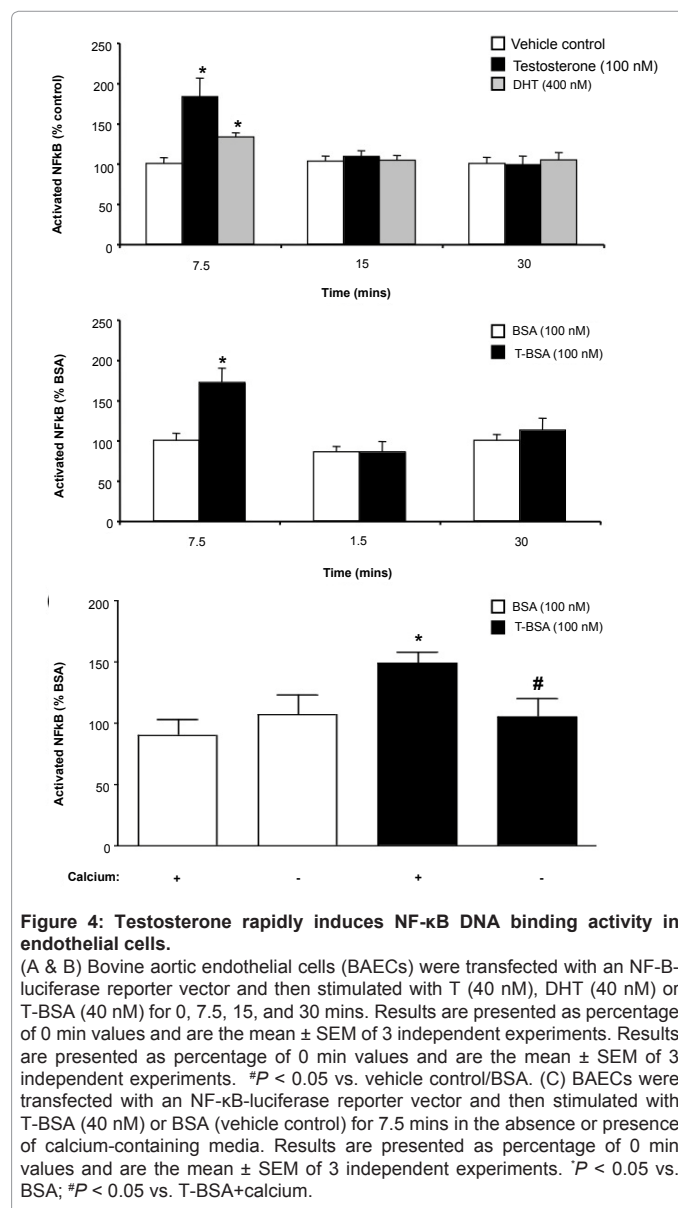 250
200
150
100
50
0
Activated NFkB (% control)
Vehicle control
Testosterone (100 nM)
DHT (400 nM)
*
*
7.5 15 30
Time (mins)
250
200
150
100
50
0
Activated NFkB (% BSA)
BSA (100 nM)
T-BSA (100 nM)
*
7.5 1.5 30
Time (mins)
200
150
100
50
0
Activated NFkB (% BSA)
BSA (100 nM)
T-BSA (100 nM)
*
#
Calcium: + - + -
Figure 4: Testosterone rapidly induces NF-κB DNA binding activity in
endothelial cells.
(A & B) Bovine aortic endothelial cells (BAECs) were transfected with an NF-B-
luciferase reporter vector and then stimulated with T (40 nM), DHT (40 nM) or
T-BSA (40 nM) for 0, 7.5, 15, and 30 mins. Results are presented as percentage
of 0 min values and are the mean ± SEM of 3 independent experiments. Results
are presented as percentage of 0 min values and are the mean ± SEM of 3
independent experiments. #P < 0.05 vs. vehicle control/BSA. (C) BAECs were
transfected with an NF-κB-luciferase reporter vector and then stimulated with
T-BSA (40 nM) or BSA (vehicle control) for 7.5 mins in the absence or presence
of calcium-containing media. Results are presented as percentage of 0 min
values and are the mean ± SEM of 3 independent experiments. *P < 0.05 vs.
BSA; #P < 0.05 vs. T-BSA+calcium.